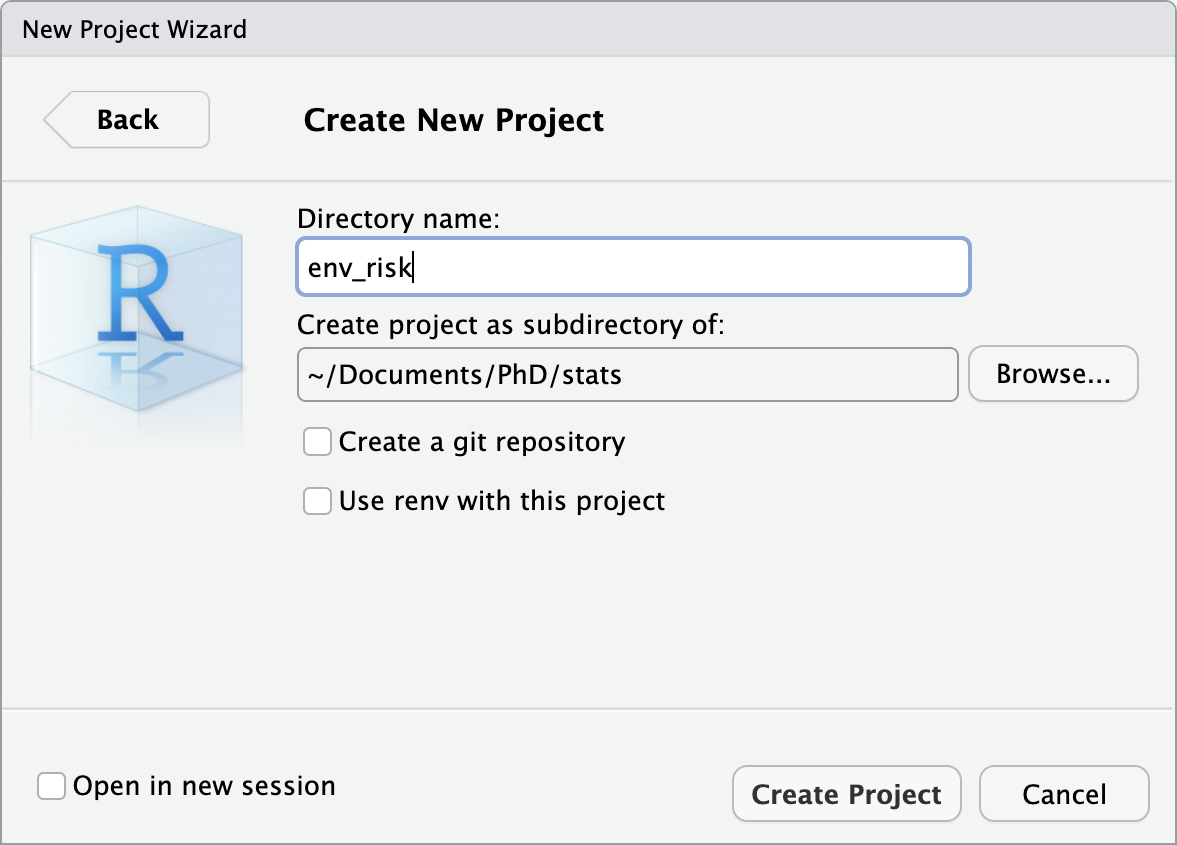 New Project Wizard
Back
Create New Project
R
Directory name:
env_risk
Create project as subdirectory of:
~/Documents/PhD/stats
Browse...
Create a git repository
Use renv with this project
Open in new session
Create Project
Cancel